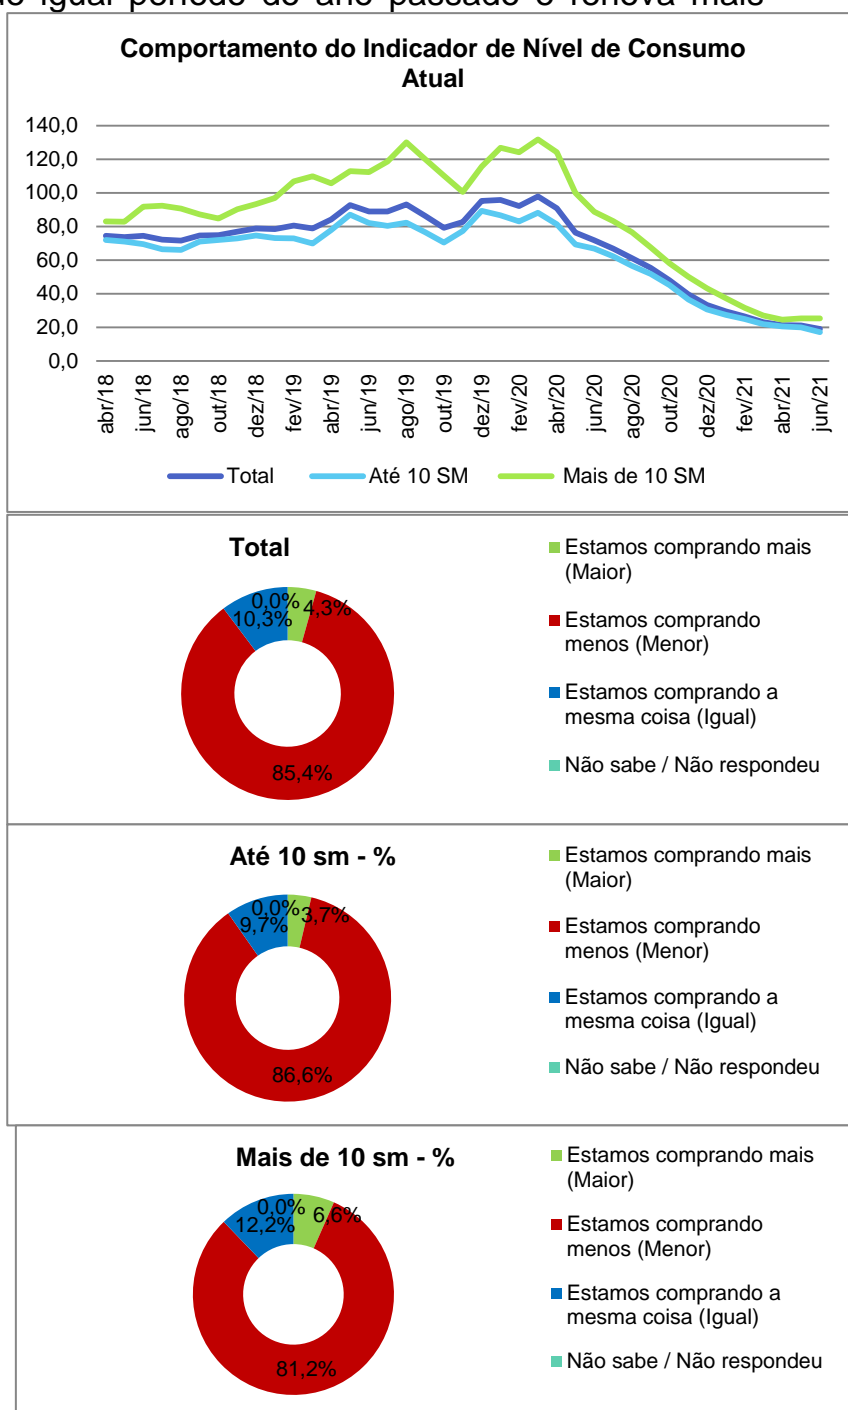 do igual período do ano passado e renova mais
Comportamento do Indicador de Nível de Consumo
Atual
140,0
120,0
100,0
80,0
60,0
40,0
20,0
0,0
abr/18
jun/18
ago/18
out/18
dez/18
fev/19
abr/19
jun/19
ago/19
out/19
dez/19
fev/20
abr/20
jun/20
ago/20
out/20
dez/20
fev/21
abr/21
jun/21
Total
Até 10 SM
Mais de 10 SM
Total
0,0%
4,3%
10,3%
85,4%
Estamos comprando mais
(Maior)
Estamos comprando
menos (Menor)
Estamos comprando a
mesma coisa (Igual)
Não sabe / Não respondeu
Até 10 sm - %
0,0%
3,7%
9,7%
86,6%
Estamos comprando mais
(Maior)
Estamos comprando
menos (Menor)
Estamos comprando a
mesma coisa (Igual)
Não sabe / Não respondeu
Mais de 10 sm - %
0,0%
6,6%
12,2%
81,2%
Estamos comprando mais
(Maior)
Estamos comprando
menos (Menor)
Estamos comprando a
mesma coisa (Igual)
Não sabe / Não respondeu